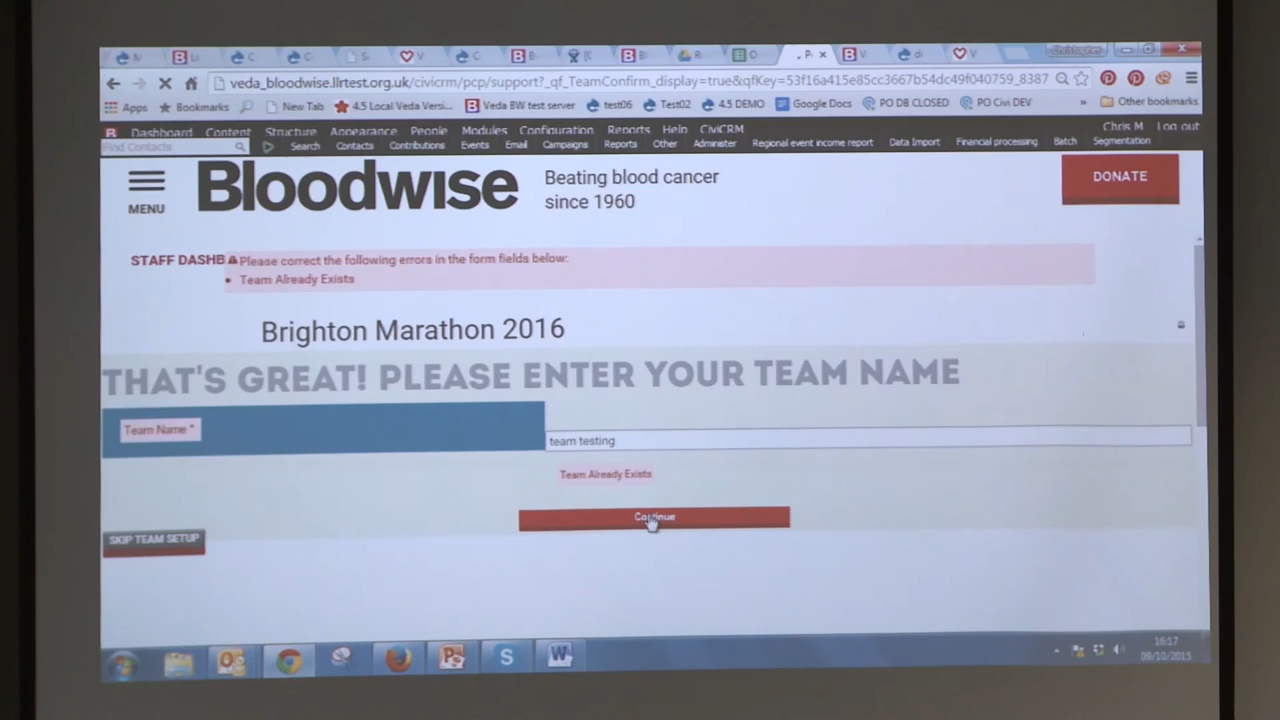 veda_bloodwise.llrtest.org.uk/civicrm/pcp/support?_qf_TeamConfirm_display=true&qfKey=53f16a415e85cc3667b54dc49f040759_8387
Apps Bookmarks New Tab 4.5 Local Veda Versi... Veda BW test server test06 Test02 4.5 DEMO Google Docs PO DB CLOSED PO Civi DEV » Other bookmarks
Dashboard Content Structure Appearance People Modules Configuration Reports Help CiviCRM Chris M Log out
Find Contacts Search Contacts Contributions Events Email Campaigns Reports Other Administer Regional event income report Data Import Financial processing Batch Segmentation
MENU
Bloodwise
Beating blood cancer
since 1960
DONATE
STAFF DASHB
Please correct the following errors in the form fields below:
Team Already Exists
Brighton Marathon 2016
THAT'S GREAT! PLEASE ENTER YOUR TEAM NAME
Team Name *
team testing
Team Already Exists
Continue
SKIP TEAM SETUP
16:17
09/10/2015